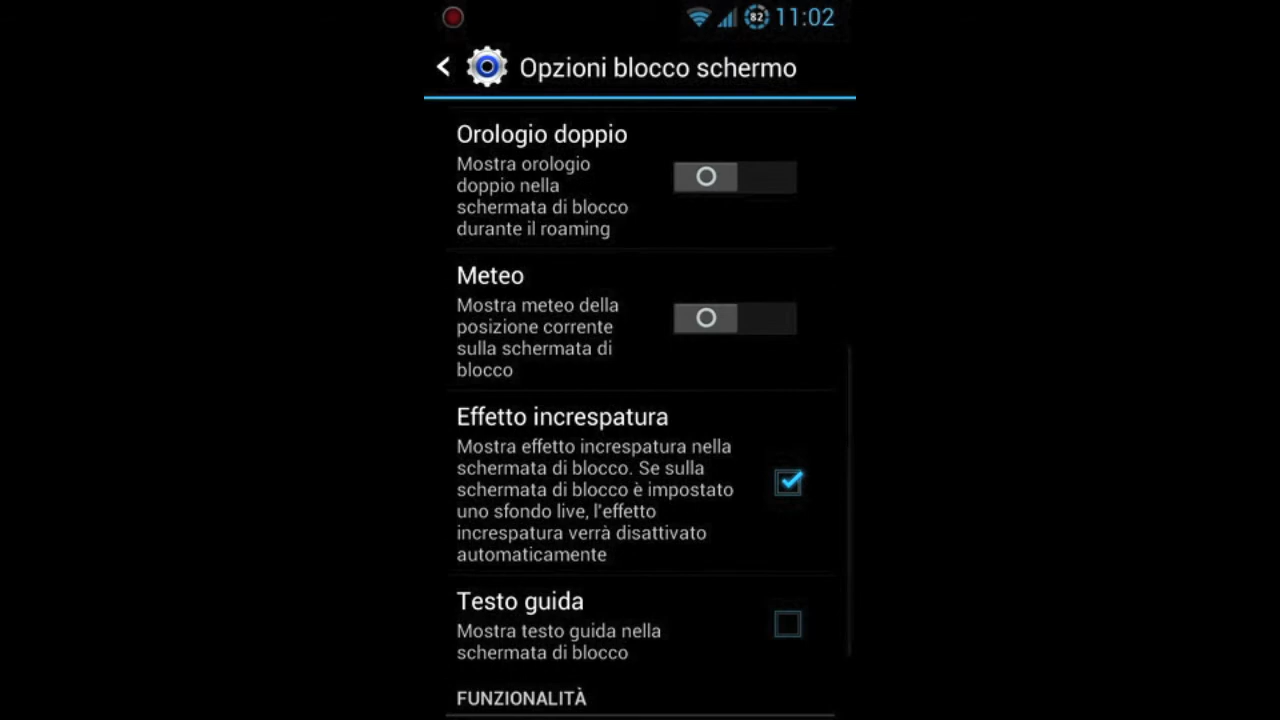 82 11:02
Opzioni blocco schermo
Orologio doppio
Mostra orologio
doppio nella
schermata di blocco
durante il roaming
Meteo
Mostra meteo della
posizione corrente
sulla schermata di
blocco
Effetto increspatura
Mostra effetto increspatura nella
schermata di blocco. Se sulla
schermata di blocco è impostato
uno sfondo live, l'effetto
increspatura verrà disattivato
automaticamente
Testo guida
Mostra testo guida nella
schermata di blocco
FUNZIONALITÀ